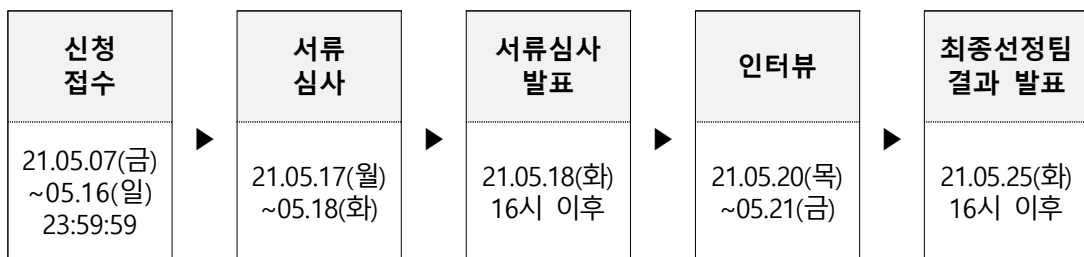 신청
접수
21.05.07(금)
~05.16(일)
23:59:59
▶
서류
심사
21.05.17(월)
~05.18(화)
▶
서류심사
발표
21.05.18(화)
16시 이후
▶
인터뷰
21.05.20(목)
~05.21(금)
▶
최종선정팀
결과 발표
21.05.25(화)
16시 이후